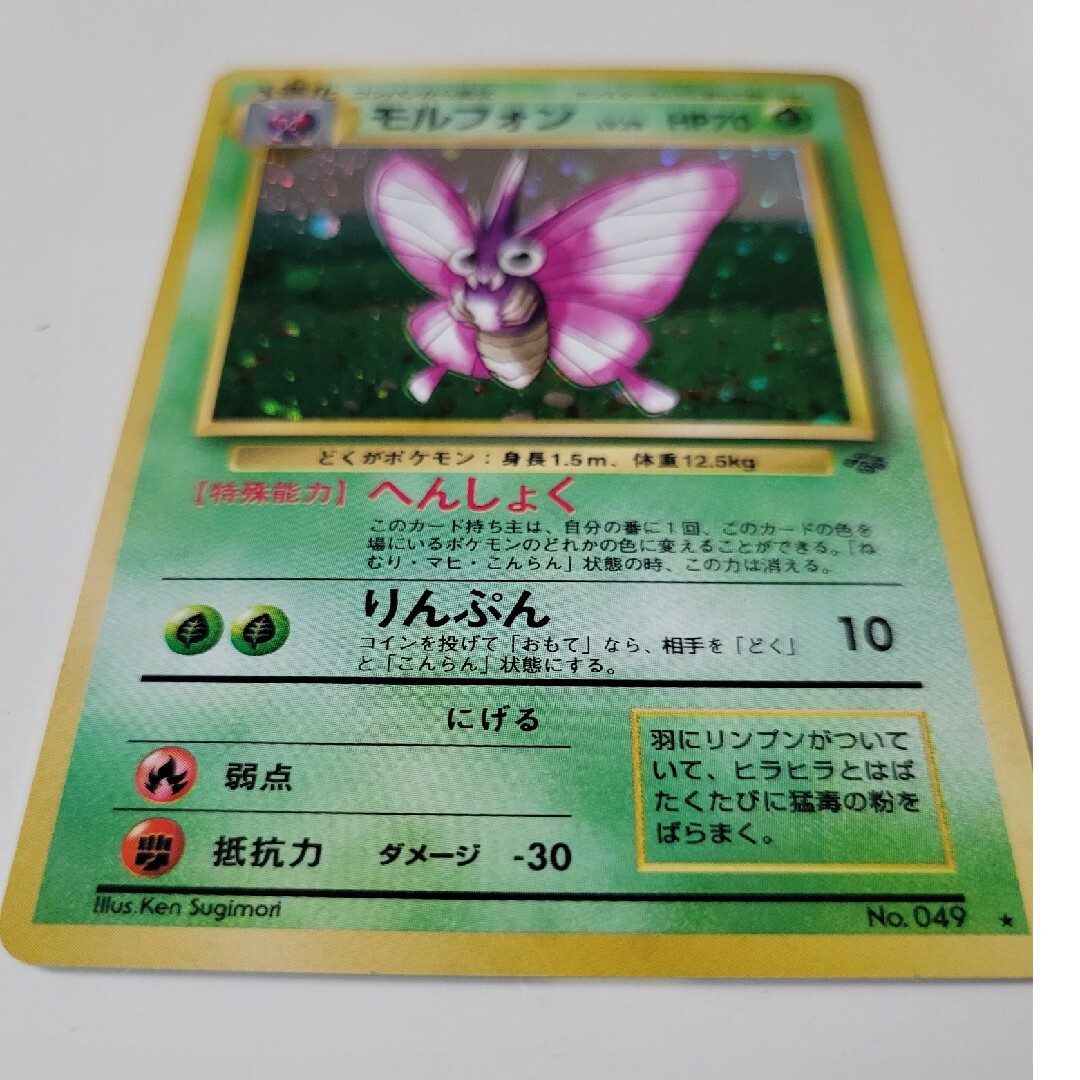 モルフォン HP70
どくがポケモン：身長1.5m、体重12.5kg
【特殊能力】 へんしょく
このカード持ち主は、自分の番に1回、このカードの色を
場にいるポケモンのどれかの色に変えることができる。「ね
むり・マヒ・こんらん」状態の時、この力は消える。
りんぷん 10
コインを投げて「おもて」なら、相手を「どく」
と「こんらん」状態にする。
にげる
弱点
抵抗力 ダメージ -30
羽にリンプンがついて
いて、ヒラヒラとはば
たくたびに猛毒の粉を
ばらまく。
Illus.Ken Sugimori
No.049 ★